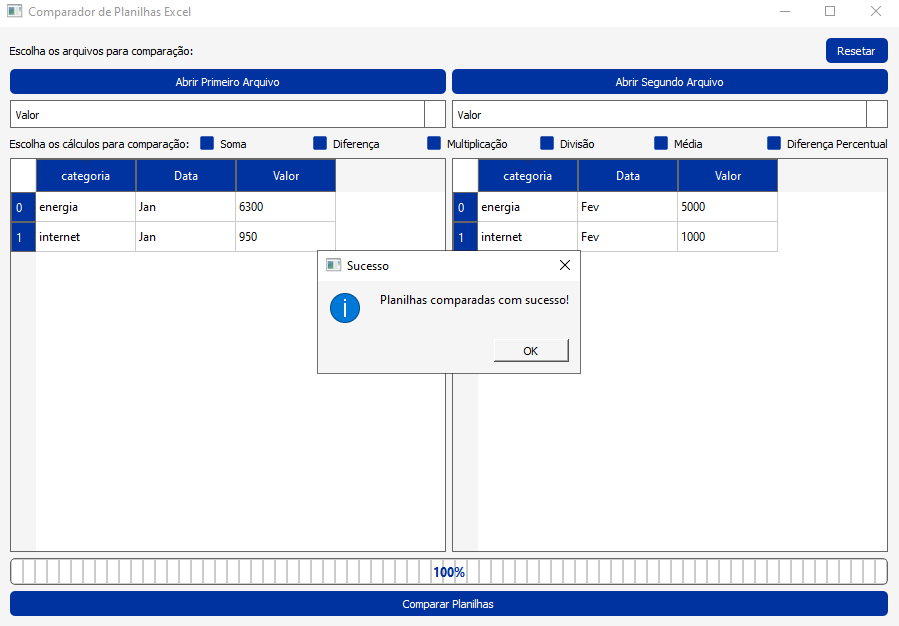 Comparador de Planilhas Excel
Escolha os arquivos para comparação:
Resetar
Abrir Primeiro Arquivo
Abrir Segundo Arquivo
Valor
Valor
Escolha os cálculos para comparação: Soma Diferença Multiplicação Divisão Média Diferença Percentual
categoria Data Valor
0 energia Jan 6300
1 internet Jan 950
categoria Data Valor
0 energia Fev 5000
1 internet Fev 1000
Sucesso
Planilhas comparadas com sucesso!
OK
100%
Comparar Planilhas